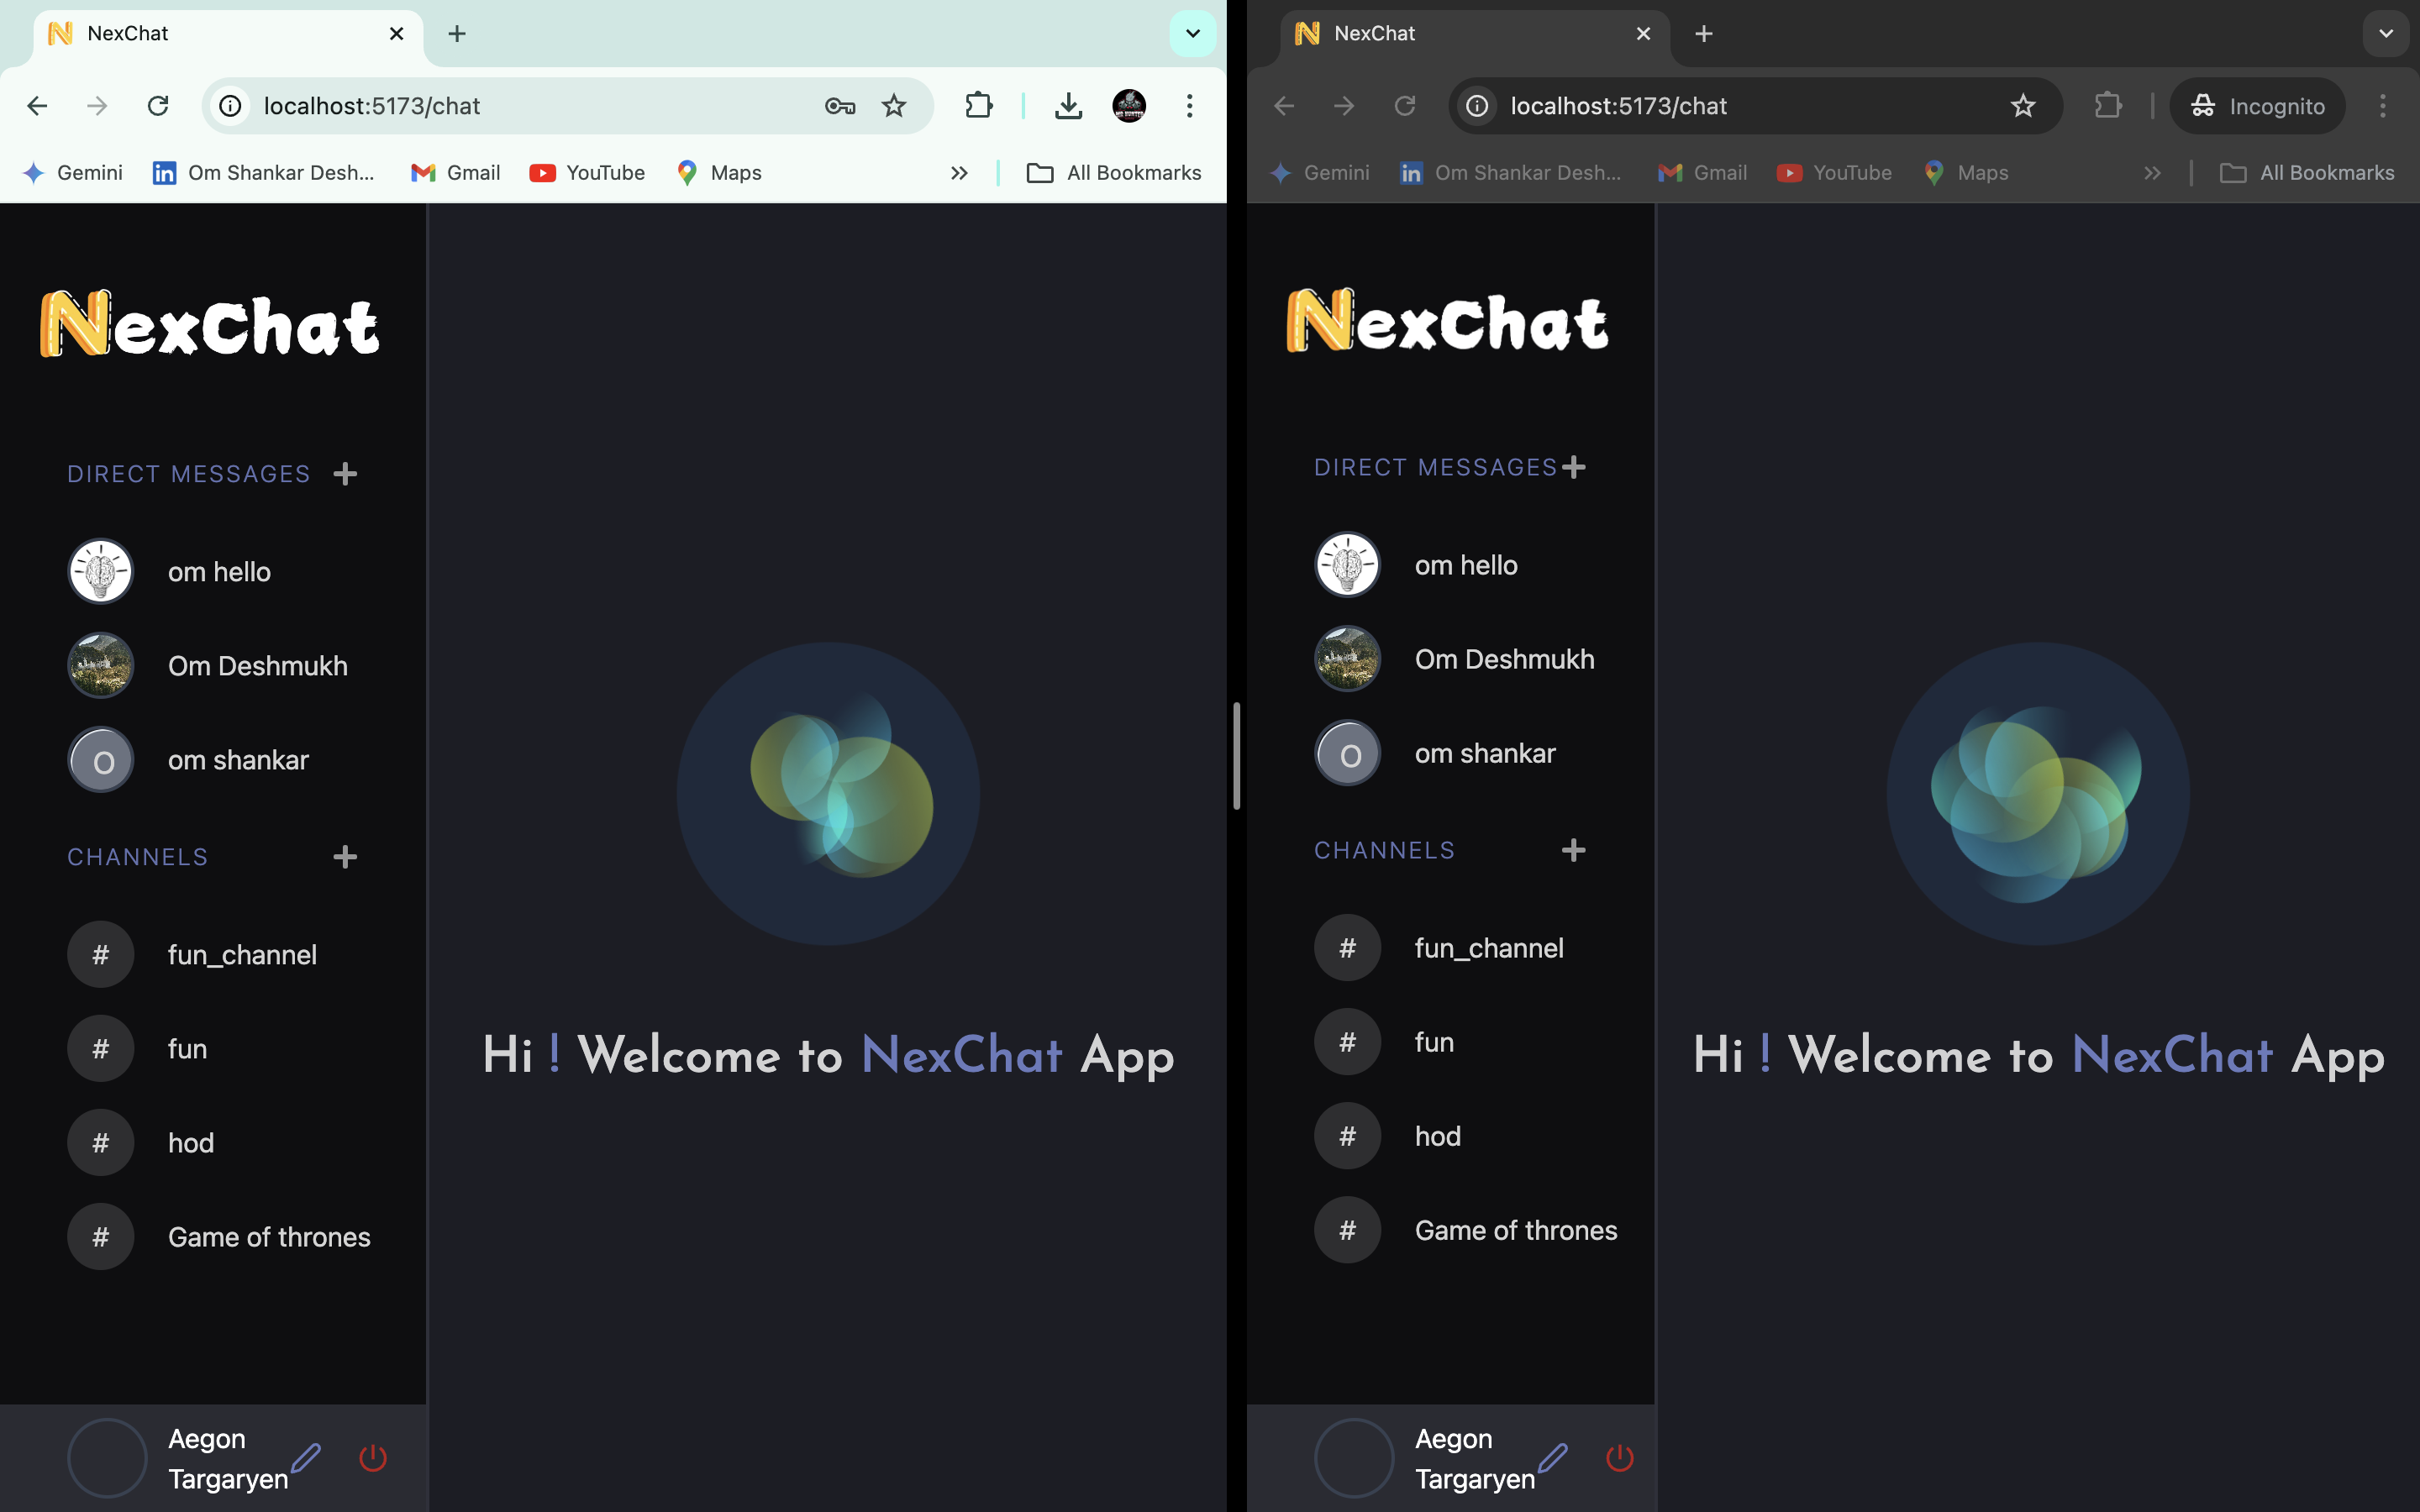 NexChat
localhost:5173/chat
Gemini
Om Shankar Desh...
Gmail
YouTube
Maps
All Bookmarks
NexChat
DIRECT MESSAGES
om hello
Om Deshmukh
O
om shankar
CHANNELS
# fun_channel
# fun
# hod
# Game of thrones
Aegon
Targaryen
Hi ! Welcome to NexChat App
NexChat
localhost:5173/chat
Incognito
Gemini
Om Shankar Desh...
Gmail
YouTube
Maps
All Bookmarks
NexChat
DIRECT MESSAGES
om hello
Om Deshmukh
O
om shankar
CHANNELS
# fun_channel
# fun
# hod
# Game of thrones
Aegon
Targaryen
Hi ! Welcome to NexChat App